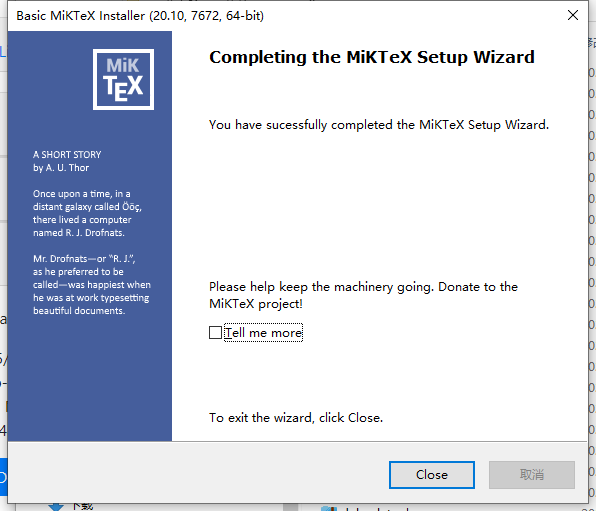 Basic MiKTeX Installer (20.10, 7672, 64-bit)
MiK
TEX
Completing the MiKTeX Setup Wizard
You have sucessfully completed the MiKTeX Setup Wizard.
A SHORT STORY
by A. U. Thor
Once upon a time, in a
distant galaxy called Ööç,
there lived a computer
named R. J. Drofnats.
Mr. Drofnats—or “R. J.”,
as he preferred to be
called—was happiest when
he was at work typesetting
beautiful documents.
Please help keep the machinery going. Donate to the
MiKTeX project!
Tell me more
To exit the wizard, click Close.
Close
取消
下载